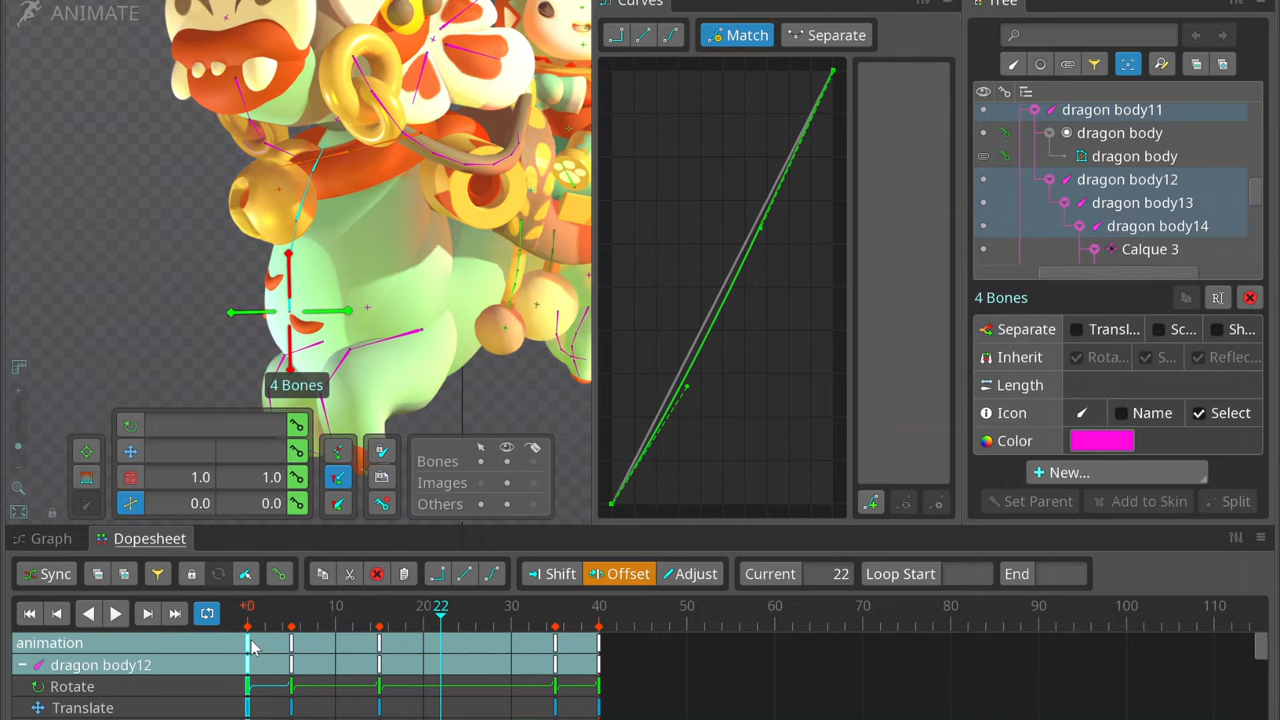 ANIMATE
Curves
Tree
Match
Separate
dragon body11
dragon body
dragon body
dragon body12
dragon body13
dragon body14
Calque 3
4 Bones
Separate
Transl...
Sc...
Sh...
Inherit
Rota...
S...
Reflec...
Length
Icon
Name
Select
Color
New...
Set Parent
Add to Skin
Split
4 Bones
1.0
1.0
0.0
0.0
Bones
Images
Others
Graph
Dopesheet
Sync
Shift
Offset
Adjust
Current
22
Loop Start
End
+0
10
20
22
30
40
50
60
70
80
90
100
110
animation
dragon body12
Rotate
Translate